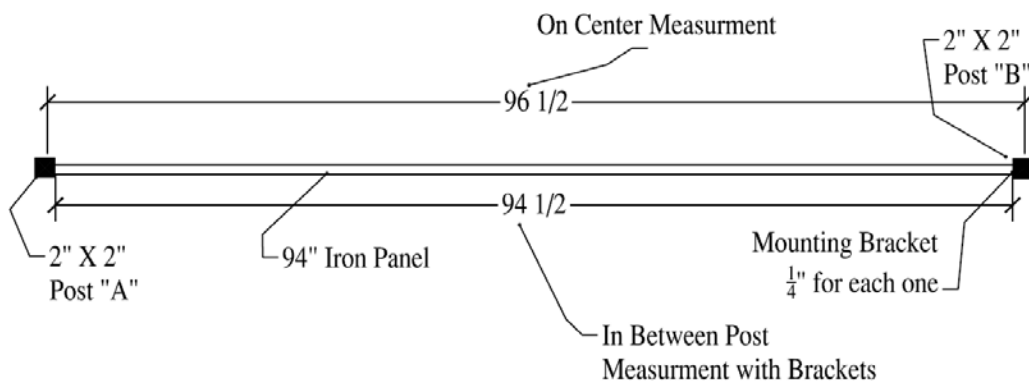 On Center Measurment
2" X 2"
Post "B"
96 1/2
94 1/2
2" X 2"
Post "A"
94" Iron Panel
Mounting Bracket
1/4" for each one
In Between Post
Measurment with Brackets